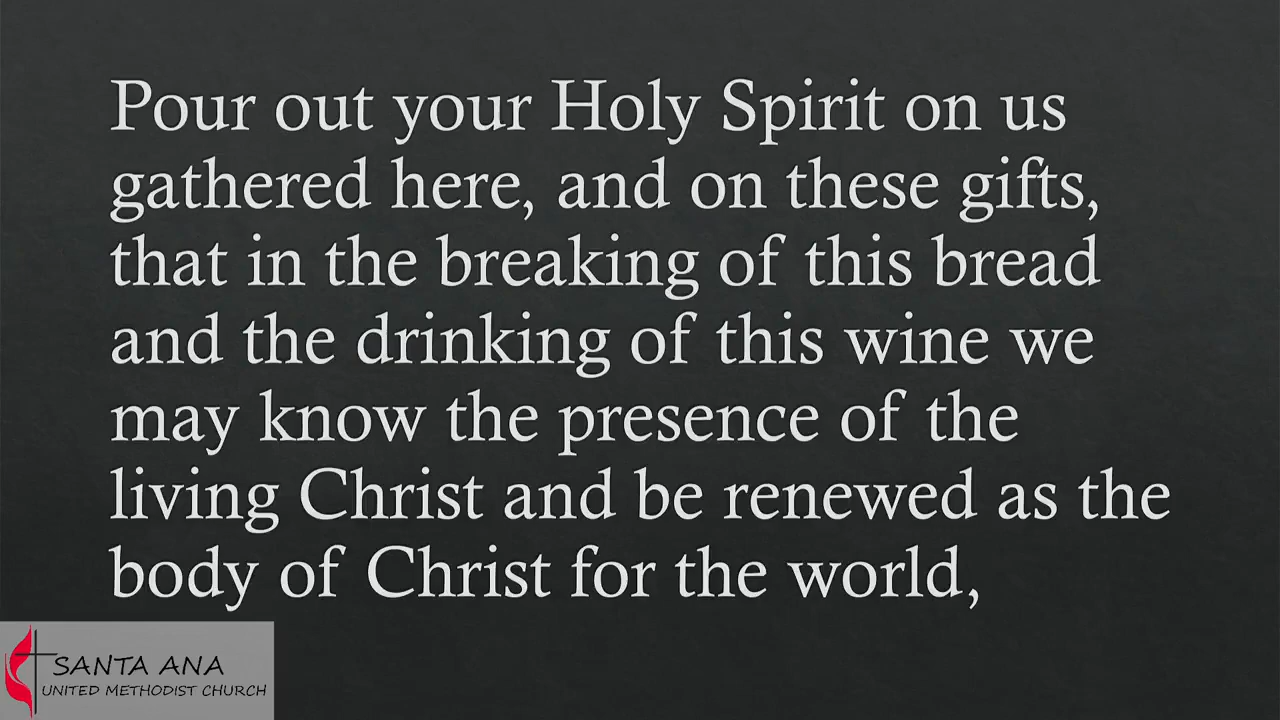 Pour out your Holy Spirit on us
gathered here, and on these gifts,
that in the breaking of this bread
and the drinking of this wine we
may know the presence of the
living Christ and be renewed as the
body of Christ for the world,
SANTA ANA
UNITED METHODIST CHURCH